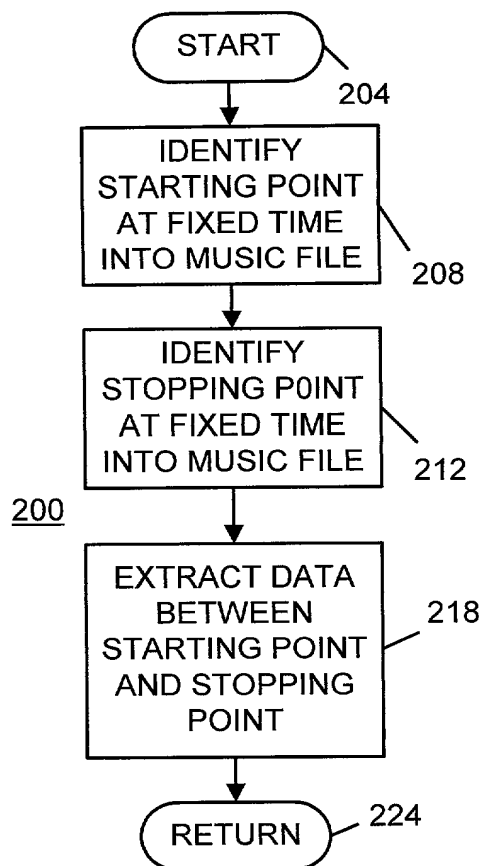 START
204
IDENTIFY
STARTING POINT
AT FIXED TIME
INTO MUSIC FILE
208
IDENTIFY
STOPPING P0INT
AT FIXED TIME
INTO MUSIC FILE
212
200
EXTRACT DATA
BETWEEN
STARTING POINT
AND STOPPING
POINT
218
RETURN
224